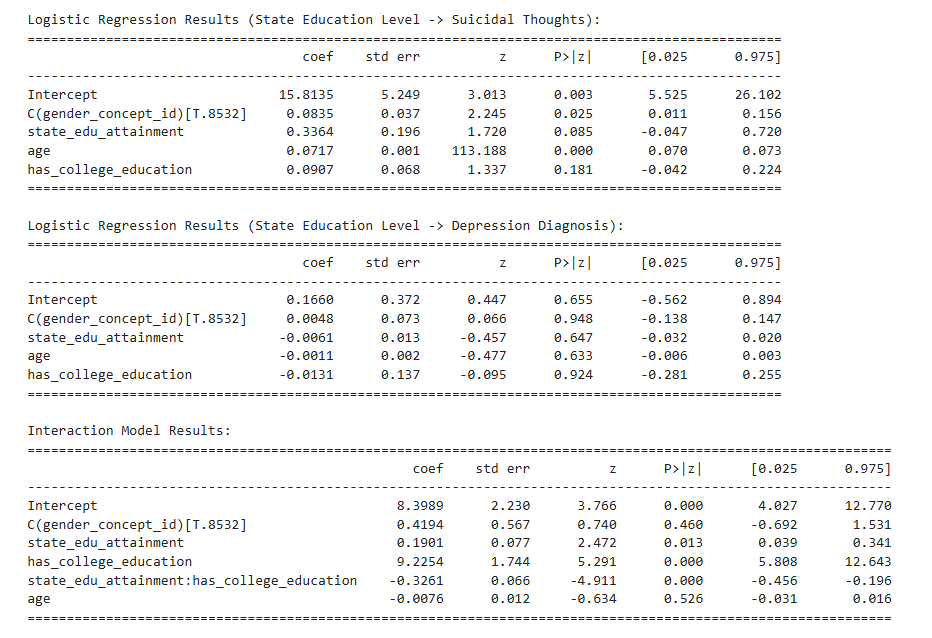 Logistic Regression Results (State Education Level -> Suicidal Thoughts):
==============================================================================================
coef std err z P>|z| [0.025 0.975]
----------------------------------------------------------------------------------------------
Intercept 15.8135 5.249 3.013 0.003 5.525 26.102
C(gender_concept_id)[T.8532] 0.0835 0.037 2.245 0.025 0.011 0.156
state_edu_attainment 0.3364 0.196 1.720 0.085 -0.047 0.720
age 0.0717 0.001 113.188 0.000 0.070 0.073
has_college_education 0.0907 0.068 1.337 0.181 -0.042 0.224
==============================================================================================
Logistic Regression Results (State Education Level -> Depression Diagnosis):
==============================================================================================
coef std err z P>|z| [0.025 0.975]
----------------------------------------------------------------------------------------------
Intercept 0.1660 0.372 0.447 0.655 -0.562 0.894
C(gender_concept_id)[T.8532] 0.0048 0.073 0.066 0.948 -0.138 0.147
state_edu_attainment -0.0061 0.013 -0.457 0.647 -0.032 0.020
age -0.0011 0.002 -0.477 0.633 -0.006 0.003
has_college_education -0.0131 0.137 -0.095 0.924 -0.281 0.255
==============================================================================================
Interaction Model Results:
============================================================================================================
coef std err z P>|z| [0.025 0.975]
------------------------------------------------------------------------------------------------------------
Intercept 8.3989 2.230 3.766 0.000 4.027 12.770
C(gender_concept_id)[T.8532] 0.4194 0.567 0.740 0.460 -0.692 1.531
state_edu_attainment 0.1901 0.077 2.472 0.013 0.039 0.341
has_college_education 9.2254 1.744 5.291 0.000 5.808 12.643
state_edu_attainment:has_college_education -0.3261 0.066 -4.911 0.000 -0.456 -0.196
age -0.0076 0.012 -0.634 0.526 -0.031 0.016
============================================================================================================